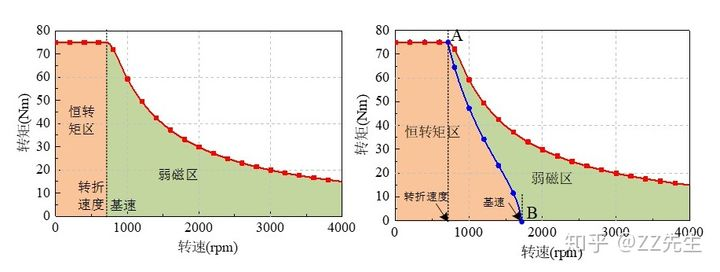 80
70
60
50
40
30
20
10
0
转矩(Nm)
恒转
矩区
弱磁区
转折
速度
基速
0
1000
2000
3000
4000
转速(rpm)
80
70
60
50
40
30
20
10
0
转矩(Nm)
A
恒转矩区
弱磁区
转折速度
基速
B
0
1000
2000
3000
4000
转速(rpm)
知乎 @ZZ先生